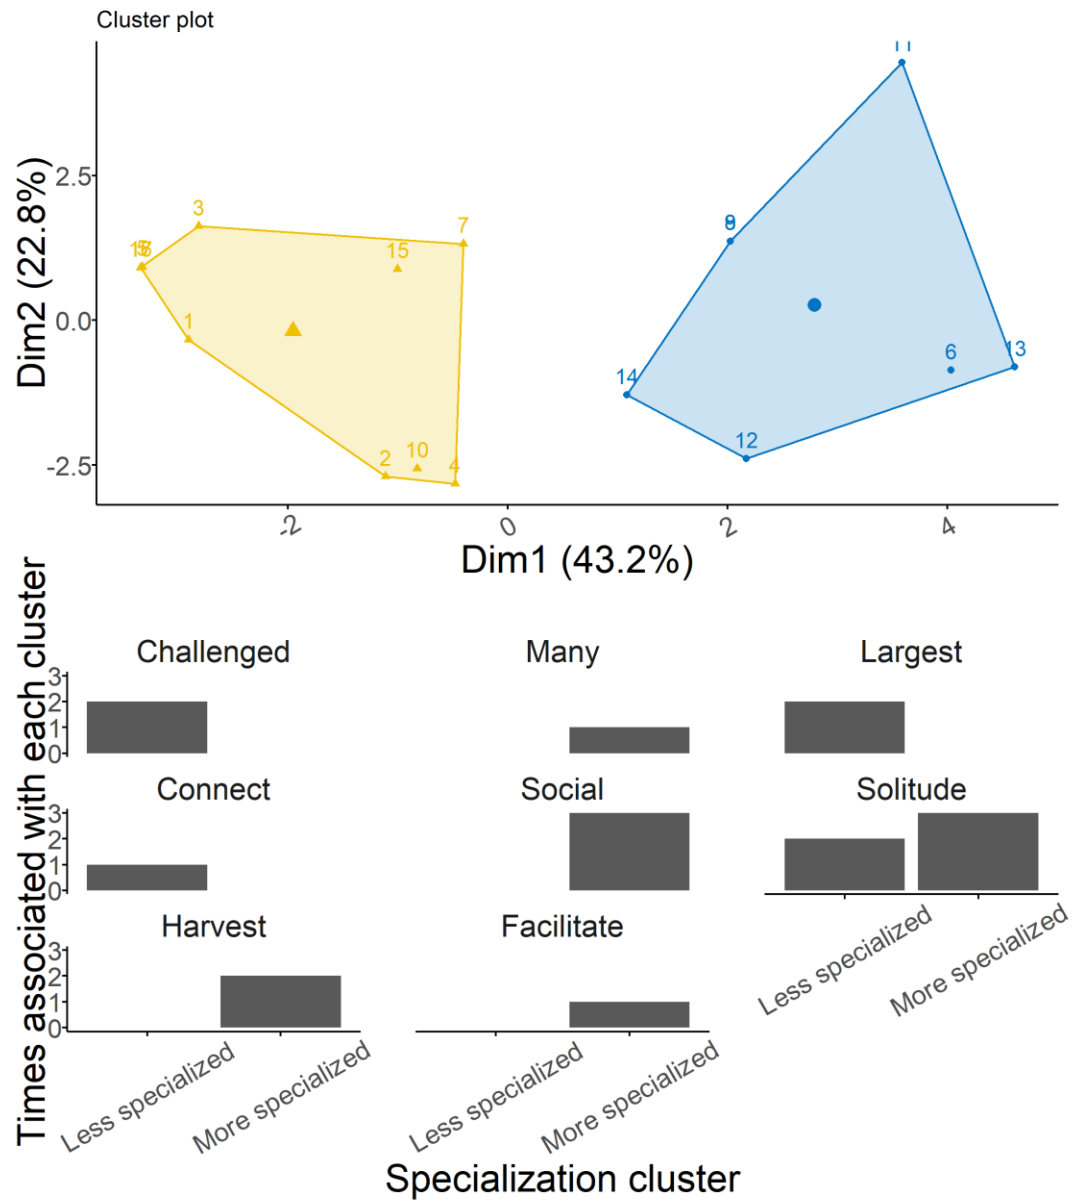 Cluster plot
Dim2 (22.8%)
2.5
0.0
-2.5
3
7
15
1
2
10
4
11
14
12
6
13
-2
0
2
4
Dim1 (43.2%)
Times associated with each cluster
Challenged
Many
Largest
3
2
1
0
Connect
Social
Solitude
3
2
1
0
Harvest
Facilitate
3
2
1
0
Less specialized
More specialized
Less specialized
More specialized
Less specialized
More specialized
Specialization cluster